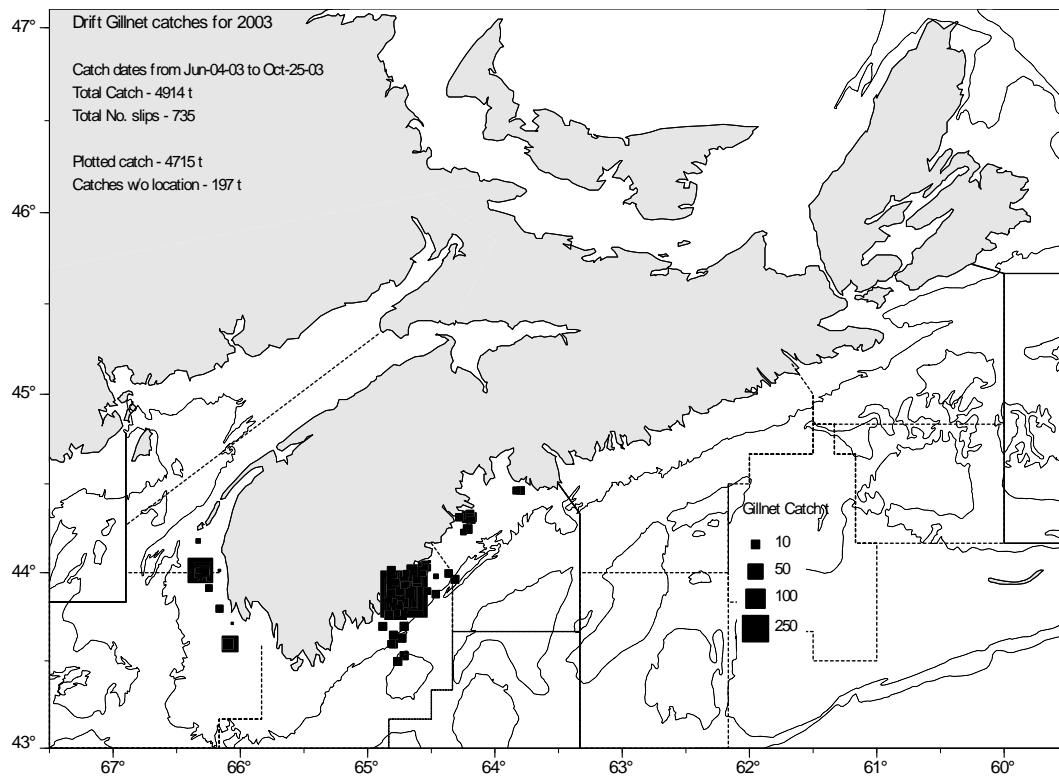 Drift Gillnet catches for 2003
Catch dates from Jun-04-03 to Oct-25-03
Total Catch - 4914 t
Total No. slips - 735
Plotted catch - 4715 t
Catches w/o location - 197 t
47°
46°
45°
44°
43°
Gillnet Catch t
10
50
100
250
67° 66° 65° 64° 63° 62° 61° 60°